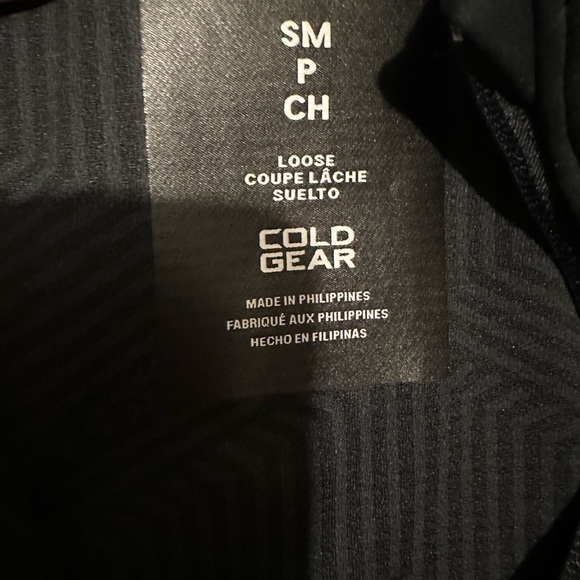 SM
P
CH
LOOSE
COUPE LÂCHE
SUELTO
COLD
GEAR
MADE IN PHILIPPINES
FABRIQUÉ AUX PHILIPPINES
HECHO EN FILIPINAS